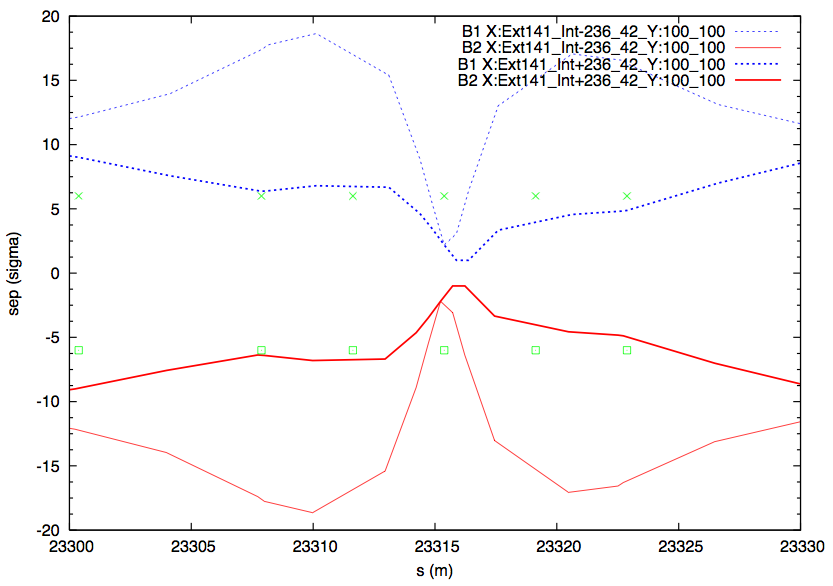 B1 X:Ext141_Int-236_42_Y:100_100
B2 X:Ext141_Int-236_42_Y:100_100
B1 X:Ext141_Int+236_42_Y:100_100
B2 X:Ext141_Int+236_42_Y:100_100
20
15
10
5
0
-5
-10
-15
-20
sep (sigma)
23300 23305 23310 23315 23320 23325 23330
s (m)